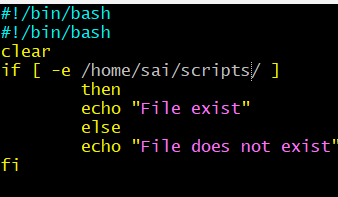 #!/bin/bash
#!/bin/bash
clear
if [ -e /home/sai/scripts/ ]
then
echo "File exist"
else
echo "File does not exist"
fi